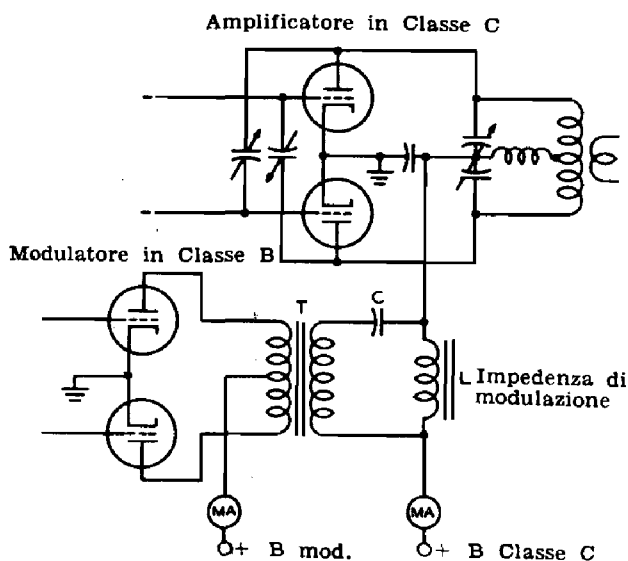 Amplificatore in Classe C
Modulatore in Classe B
T
C
L Impedenza di
modulazione
MA
MA
+ B mod.
+ B Classe C